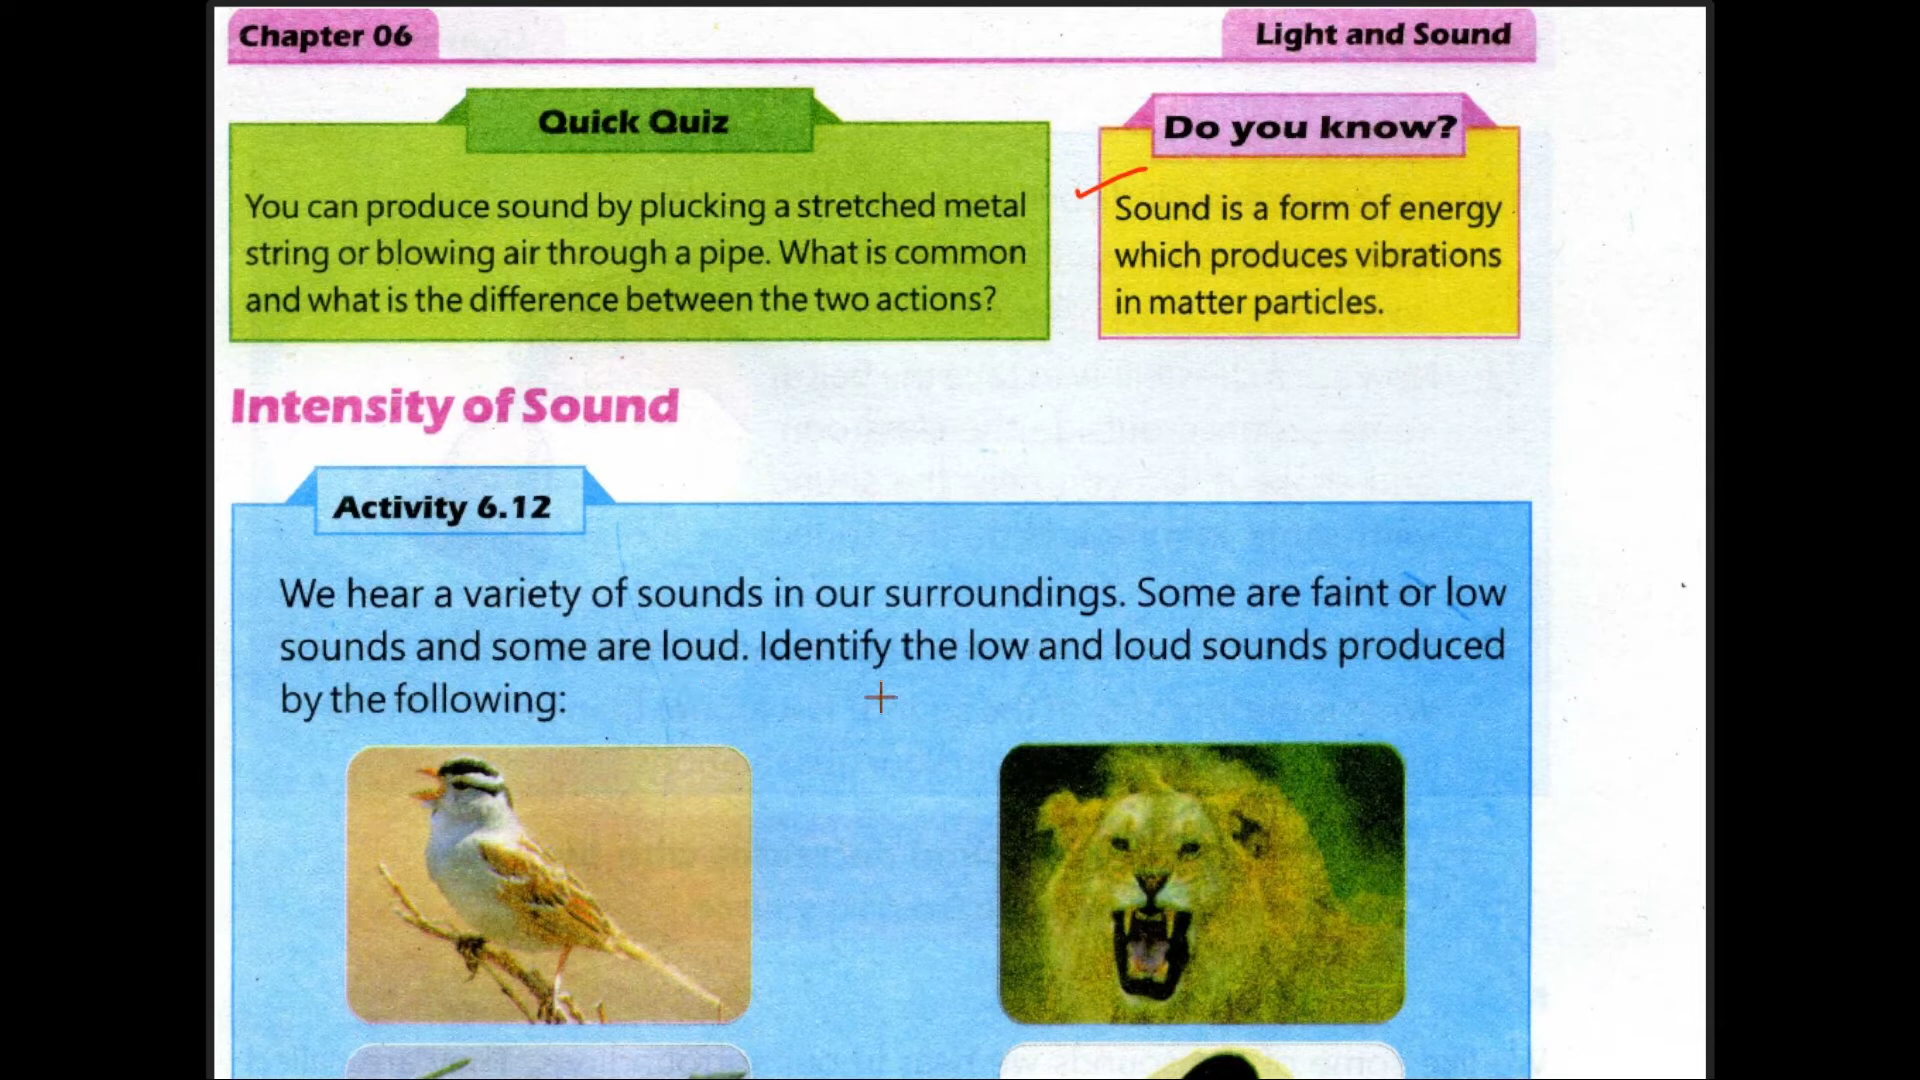 Chapter 06
Light and Sound
Quick Quiz
You can produce sound by plucking a stretched metal
string or blowing air through a pipe. What is common
and what is the difference between the two actions?
Do you know?
Sound is a form of energy
which produces vibrations
in matter particles.
Intensity of Sound
Activity 6.12
We hear a variety of sounds in our surroundings. Some are faint or low
sounds and some are loud. Identify the low and loud sounds produced
by the following: